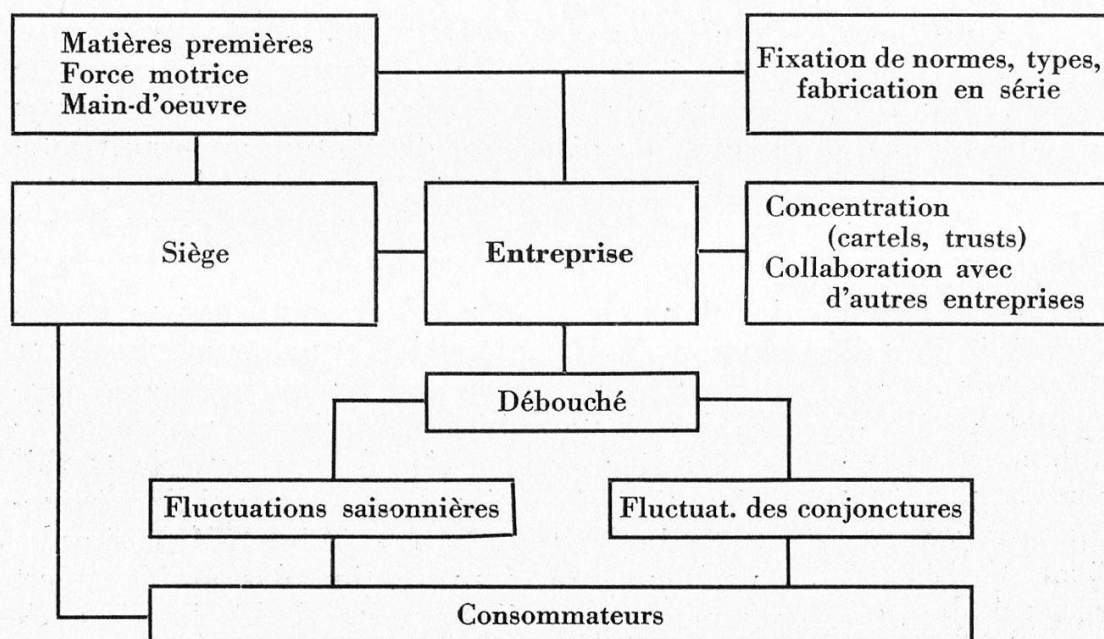 Matières premières
Force motrice
Main-d'oeuvre
Fixation de normes, types,
fabrication en série
Siège
Entreprise
Concentration
(cartels, trusts)
Collaboration avec
d'autres entreprises
Débouché
Fluctuations saisonnières
Fluctuat. des conjonctures
Consommateurs